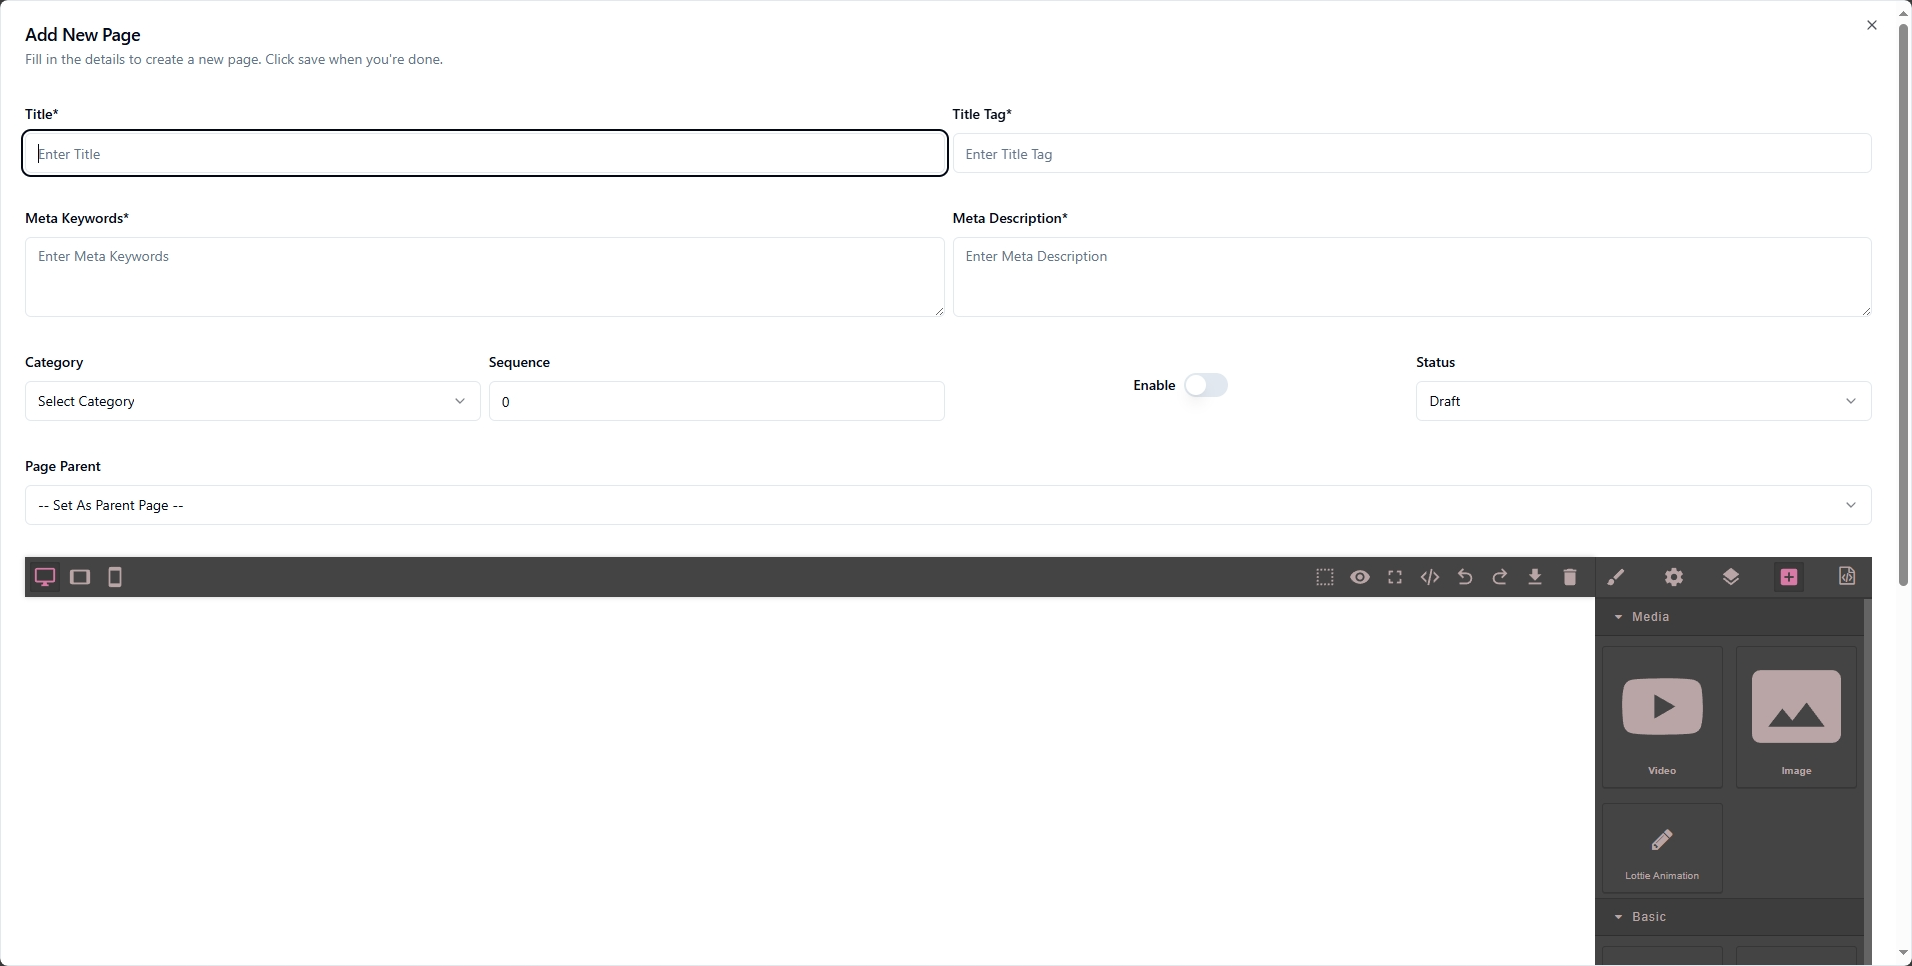 Add New Page
Fill in the details to create a new page. Click save when you're done.
Title*
Title Tag*
Enter Title
Enter Title Tag
Meta Keywords*
Meta Description*
Enter Meta Keywords
Enter Meta Description
Category
Sequence
Enable
Status
Select Category
0
Draft
Page Parent
-- Set As Parent Page --
Media
Video
Image
Lottie Animation
Basic